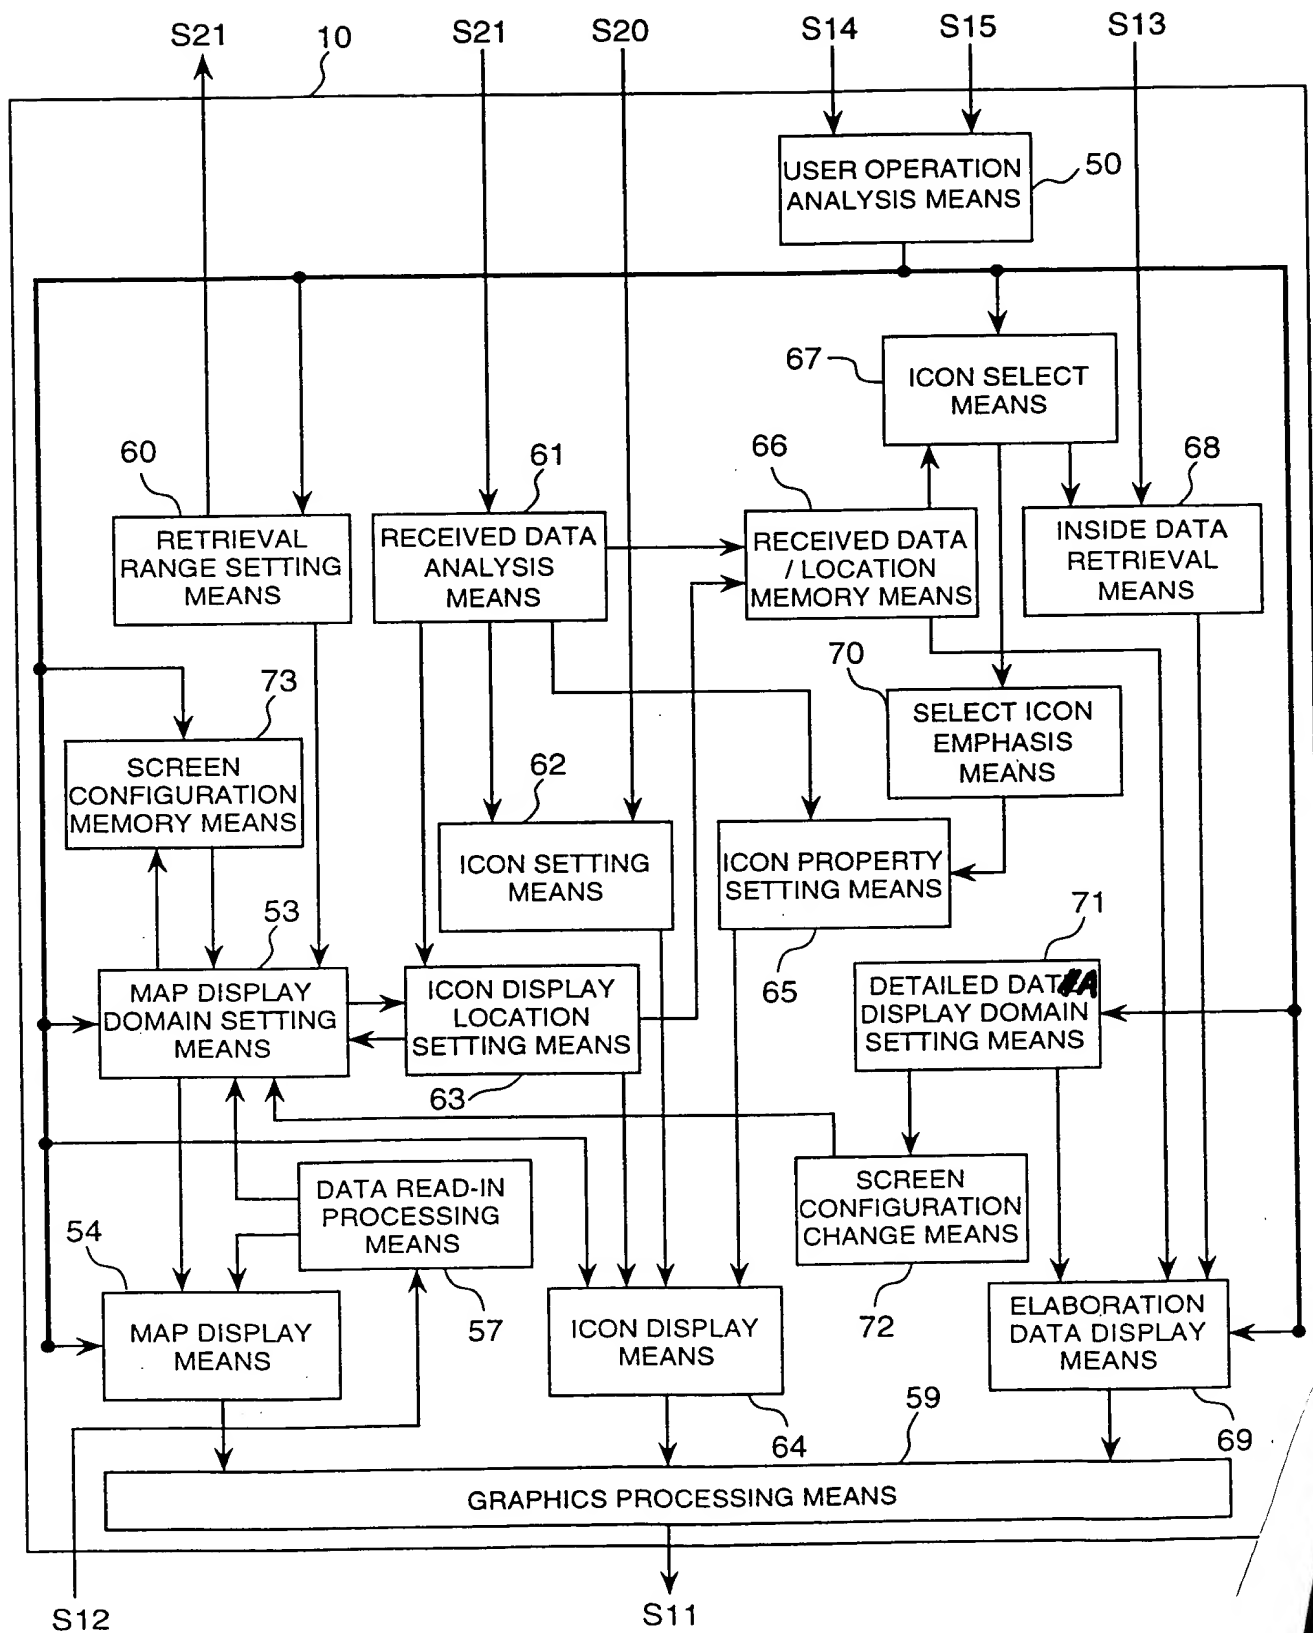 S21
10
S21
S20
S14
S15
S13
USER OPERATION
ANALYSIS MEANS
50
67
ICON SELECT
MEANS
60
RETRIEVAL
RANGE SETTING
MEANS
61
RECEIVED DATA
ANALYSIS
MEANS
66
RECEIVED DATA
/ LOCATION
MEMORY MEANS
68
INSIDE DATA
RETRIEVAL
MEANS
73
SCREEN
CONFIGURATION
MEMORY MEANS
62
ICON SETTING
MEANS
70
SELECT ICON
EMPHASIS
MEANS
ICON PROPERTY
SETTING MEANS
65
53
MAP DISPLAY
DOMAIN SETTING
MEANS
ICON DISPLAY
LOCATION
SETTING MEANS
63
71
DETAILED DATA
DISPLAY DOMAIN
SETTING MEANS
DATA READ-IN
PROCESSING
MEANS
57
SCREEN
CONFIGURATION
CHANGE MEANS
72
54
MAP DISPLAY
MEANS
ICON DISPLAY
MEANS
64
ELABORATION
DATA DISPLAY
MEANS
69
59
GRAPHICS PROCESSING MEANS
S12
S11